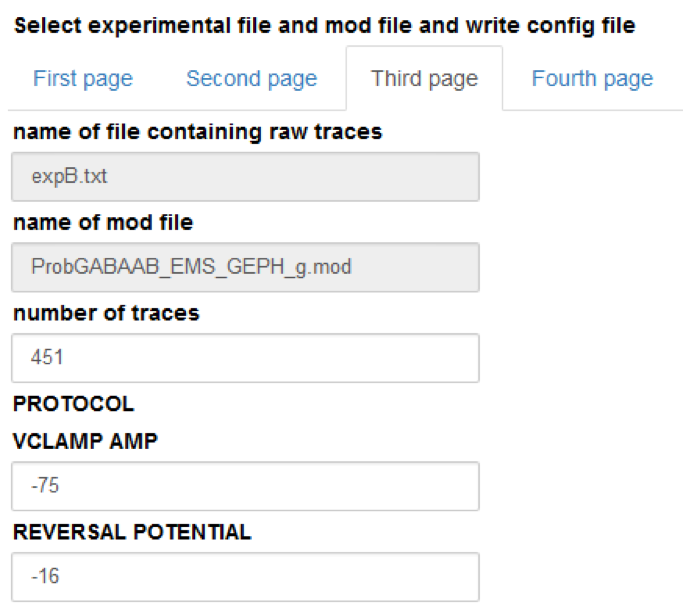 Select experimental file and mod file and write config file
First page Second page Third page Fourth page
name of file containing raw traces
expB.txt
name of mod file
ProbGABAAB_EMS_GEPH_g.mod
number of traces
451
PROTOCOL
VCLAMP AMP
-75
REVERSAL POTENTIAL
-16